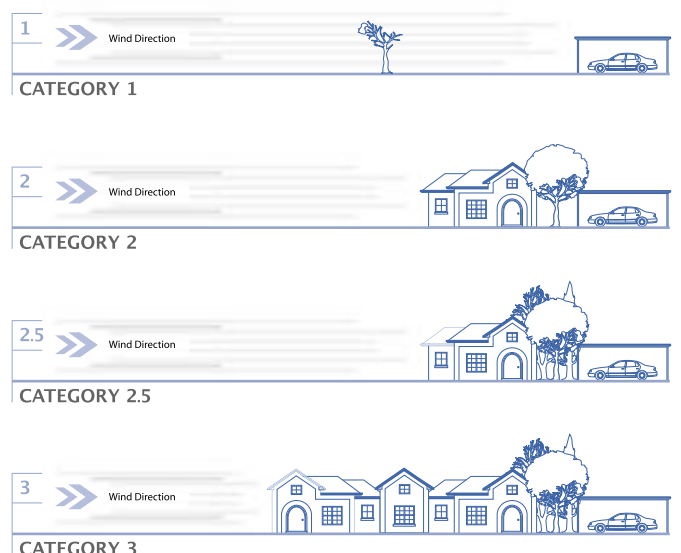 1
Wind Direction
CATEGORY 1
2
Wind Direction
CATEGORY 2
2.5
Wind Direction
CATEGORY 2.5
3
Wind Direction
CATEGORY 3